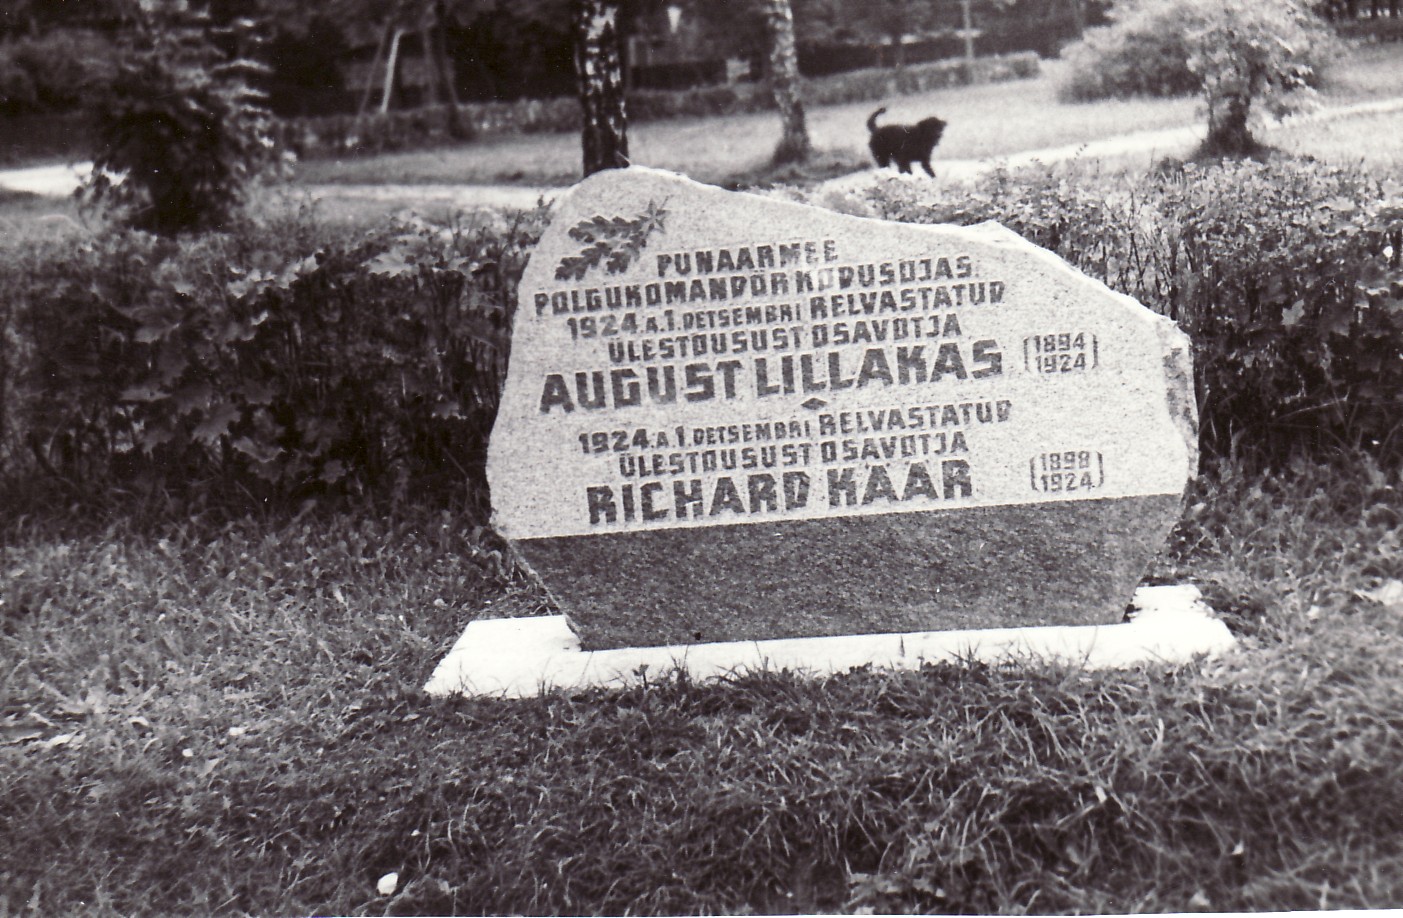 PUNAARMEE
POLGUKOMANDÖR KODUSÕJAS
1924. A. 1. DETSEMBRI RELVASTATUD
ÜLESTÕUSUST OSAVÕTJA
AUGUST LILLAKAS (1894 1924)
1924. A. 1. DETSEMBRI RELVASTATUD
ÜLESTÕUSUST OSAVÕTJA
RICHARD KÄÄR (1898 1924)